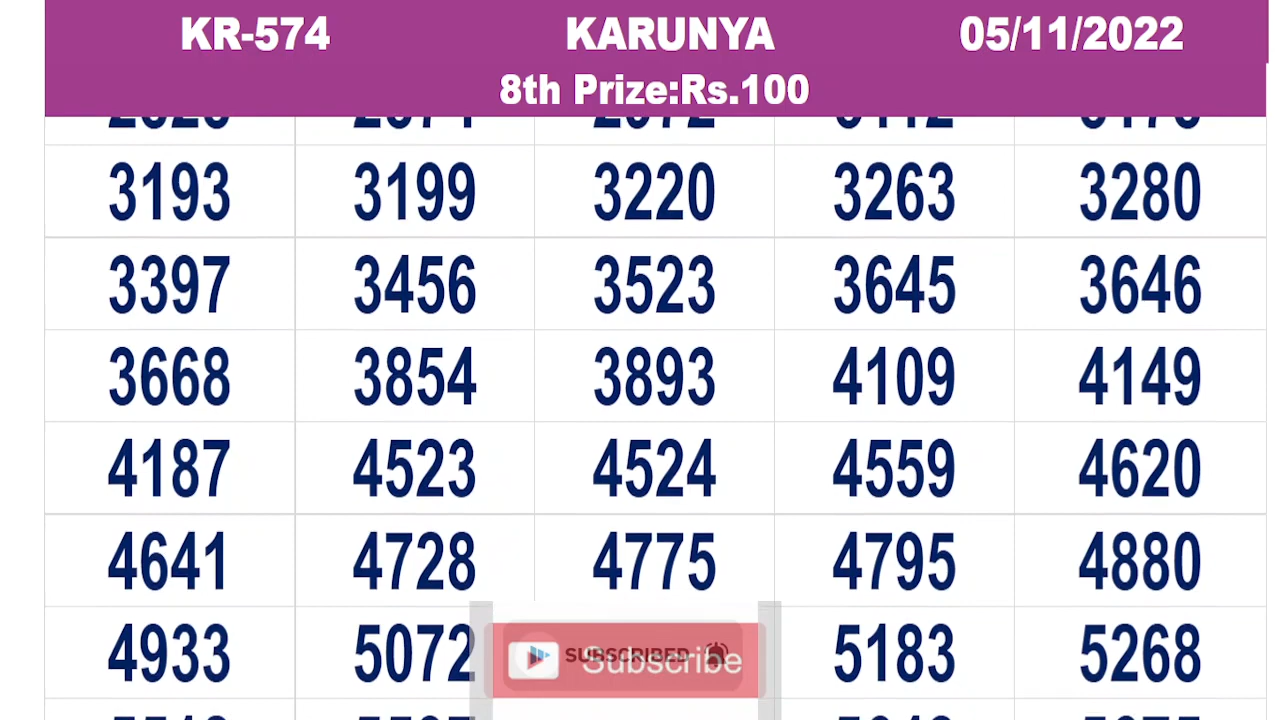 KR-574 KARUNYA 05/11/2022
8th Prize:Rs.100
3193 3199 3220 3263 3280
3397 3456 3523 3645 3646
3668 3854 3893 4109 4149
4187 4523 4524 4559 4620
4641 4728 4775 4795 4880
4933 5072 5183 5268
SUBSCRIBED
Subscribe